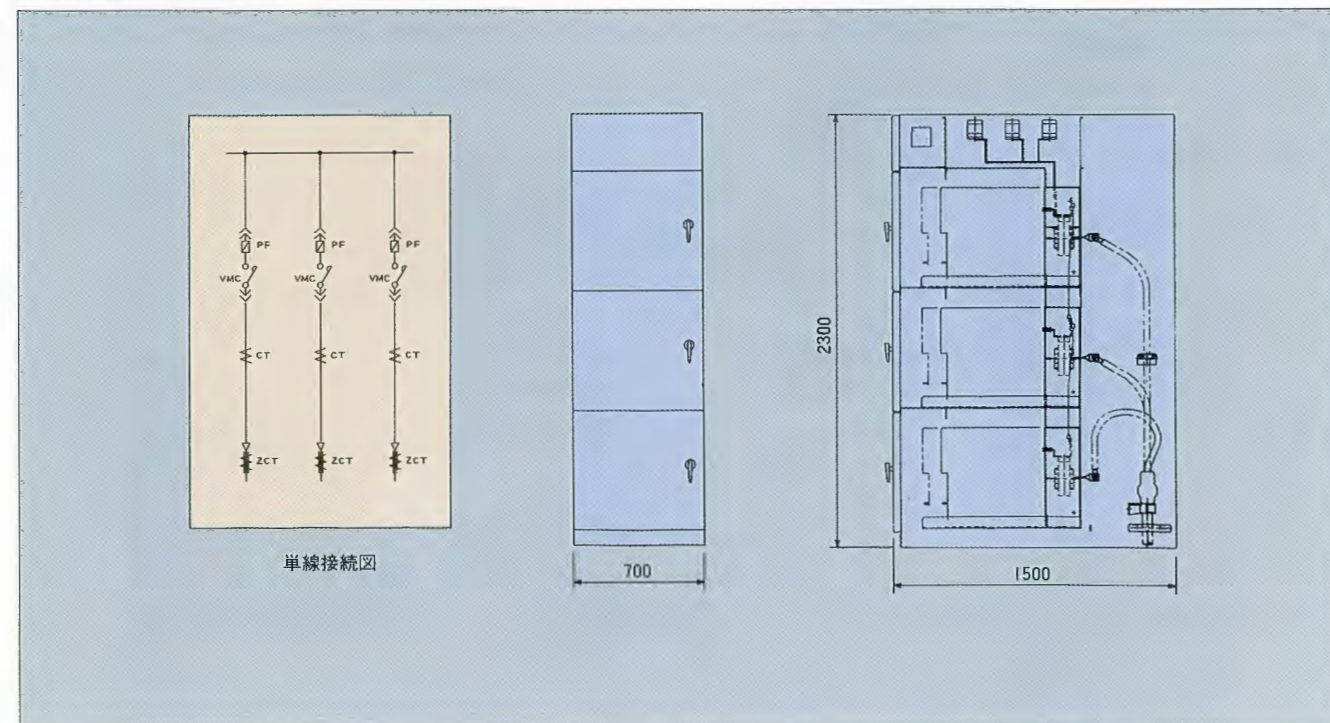 PF PF PF
VMC VMC VMC
CT CT CT
ZCT ZCT ZCT
単線接続図
700
2300
1500